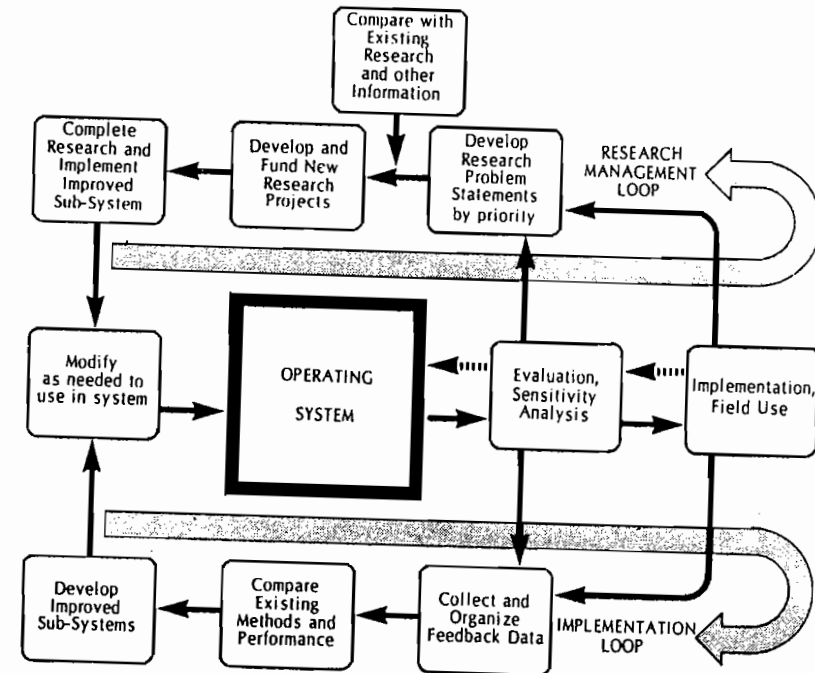 Compare with
Existing
Research
and other
Information
Complete
Research and
Implement
Improved
Sub-System
Develop and
Fund New
Research
Projects
Develop
Research
Problem
Statements
by priority
RESEARCH
MANAGEMENT
LOOP
Modify
as needed to
use in system
OPERATING
SYSTEM
Evaluation,
Sensitivity
Analysis
Implementation,
Field Use
Develop
Improved
Sub-Systems
Compare
Existing
Methods and
Performance
Collect and
Organize
Feedback Data
IMPLEMENTATION
LOOP